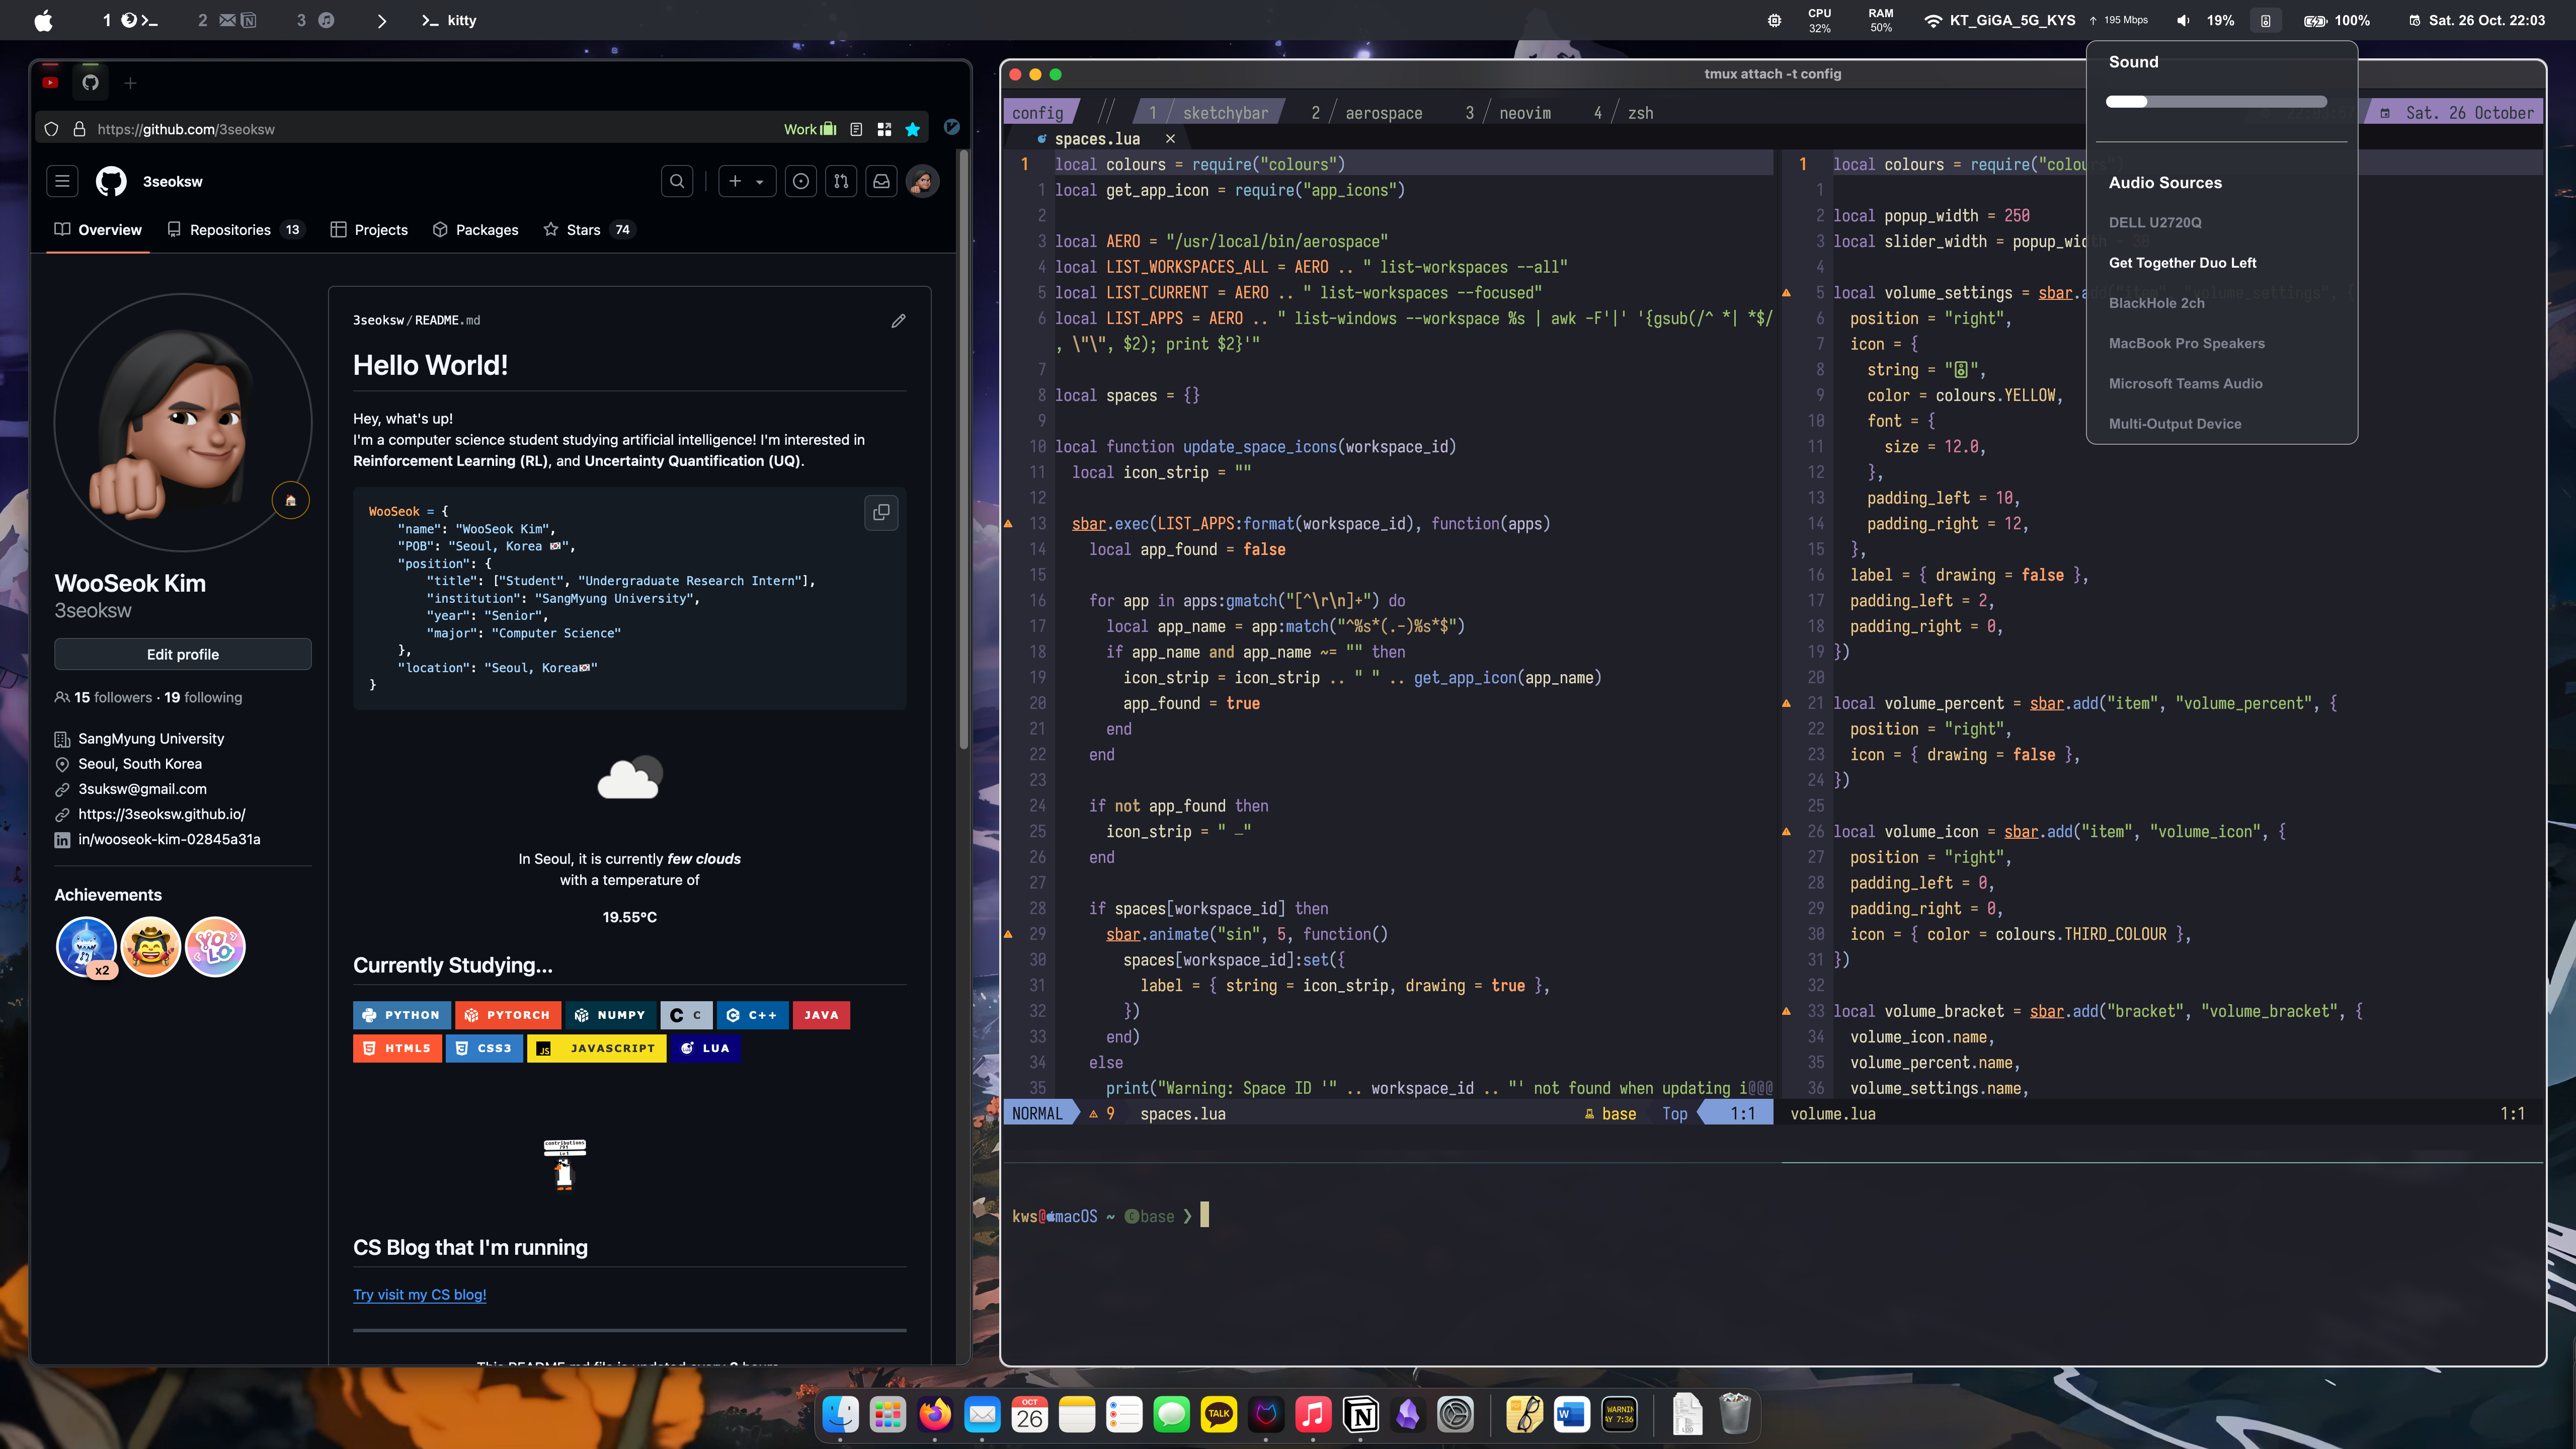 1
2
3
kitty
CPU
32%
RAM
50%
KT_GiGA_5G_KYS
↑ 195 Mbps
19%
100%
Sat. 26 Oct. 22:03
https://github.com/3seoksw
Work
3seoksw
Overview
Repositories 13
Projects
Packages
Stars 74
WooSeok Kim
3seoksw
Edit profile
15 followers · 19 following
SangMyung University
Seoul, South Korea
3suksw@gmail.com
https://3seoksw.github.io/
in/wooseok-kim-02845a31a
Achievements
x2
YOLO
3seoksw/README.md
Hello World!
Hey, what's up!
I'm a computer science student studying artificial intelligence! I'm interested in
Reinforcement Learning (RL), and Uncertainty Quantification (UQ).
WooSeok = {
"name": "WooSeok Kim",
"POB": "Seoul, Korea 🇰🇷",
"position": {
"title": ["Student", "Undergraduate Research Intern"],
"institution": "SangMyung University",
"year": "Senior",
"major": "Computer Science"
},
"location": "Seoul, Korea🇰🇷"
}
In Seoul, it is currently few clouds
with a temperature of
19.55°C
Currently Studying...
PYTHON PYTORCH NUMPY C C C++ JAVA
HTML5 CSS3 JS JAVASCRIPT LUA
contributions
CS Blog that I'm running
Try visit my CS blog!
tmux attach -t config
config // 1 / sketchybar 2 / aerospace 3 / neovim 4 / zsh
Sat. 26 October
spaces.lua ×
1 local colours = require("colours")
1 local get_app_icon = require("app_icons")
2
3 local AERO = "/usr/local/bin/aerospace"
4 local LIST_WORKSPACES_ALL = AERO .. " list-workspaces --all"
5 local LIST_CURRENT = AERO .. " list-workspaces --focused"
6 local LIST_APPS = AERO .. " list-windows --workspace %s | awk -F'|' '{gsub(/^ *| *$/
, \"\", $2); print $2}'"
7
8 local spaces = {}
9
10 local function update_space_icons(workspace_id)
11 local icon_strip = ""
12
13 sbar.exec(LIST_APPS:format(workspace_id), function(apps)
14 local app_found = false
15
16 for app in apps:gmatch("[^\r\n]+") do
17 local app_name = app:match("^%s*(.-)%s*$")
18 if app_name and app_name ~= "" then
19 icon_strip = icon_strip .. " " .. get_app_icon(app_name)
20 app_found = true
21 end
22 end
23
24 if not app_found then
25 icon_strip = " —"
26 end
27
28 if spaces[workspace_id] then
29 sbar.animate("sin", 5, function()
30 spaces[workspace_id]:set({
31 label = { string = icon_strip, drawing = true },
32 })
33 end)
34 else
35 print("Warning: Space ID '" .. workspace_id .. "' not found when updating i@@@
NORMAL 9 spaces.lua base Top 1:1
1 local colours = require("colours")
1
2 local popup_width = 250
3 local slider_width = popup_width - 30
4
5 local volume_settings = sbar.add("item", "volume_settings", {
6 position = "right",
7 icon = {
8 string = "",
9 color = colours.YELLOW,
10 font = {
11 size = 12.0,
12 },
13 padding_left = 10,
14 padding_right = 12,
15 },
16 label = { drawing = false },
17 padding_left = 2,
18 padding_right = 0,
19 })
20
21 local volume_percent = sbar.add("item", "volume_percent", {
22 position = "right",
23 icon = { drawing = false },
24 })
25
26 local volume_icon = sbar.add("item", "volume_icon", {
27 position = "right",
28 padding_left = 0,
29 padding_right = 0,
30 icon = { color = colours.THIRD_COLOUR },
31 })
32
33 local volume_bracket = sbar.add("bracket", "volume_bracket", {
34 volume_icon.name,
35 volume_percent.name,
36 volume_settings.name,
volume.lua 1:1
kws@macOS ~ base ❯
Sound
Audio Sources
DELL U2720Q
Get Together Duo Left
BlackHole 2ch
MacBook Pro Speakers
Microsoft Teams Audio
Multi-Output Device
OCT
26
TALK
WARNIN
AY 7:36